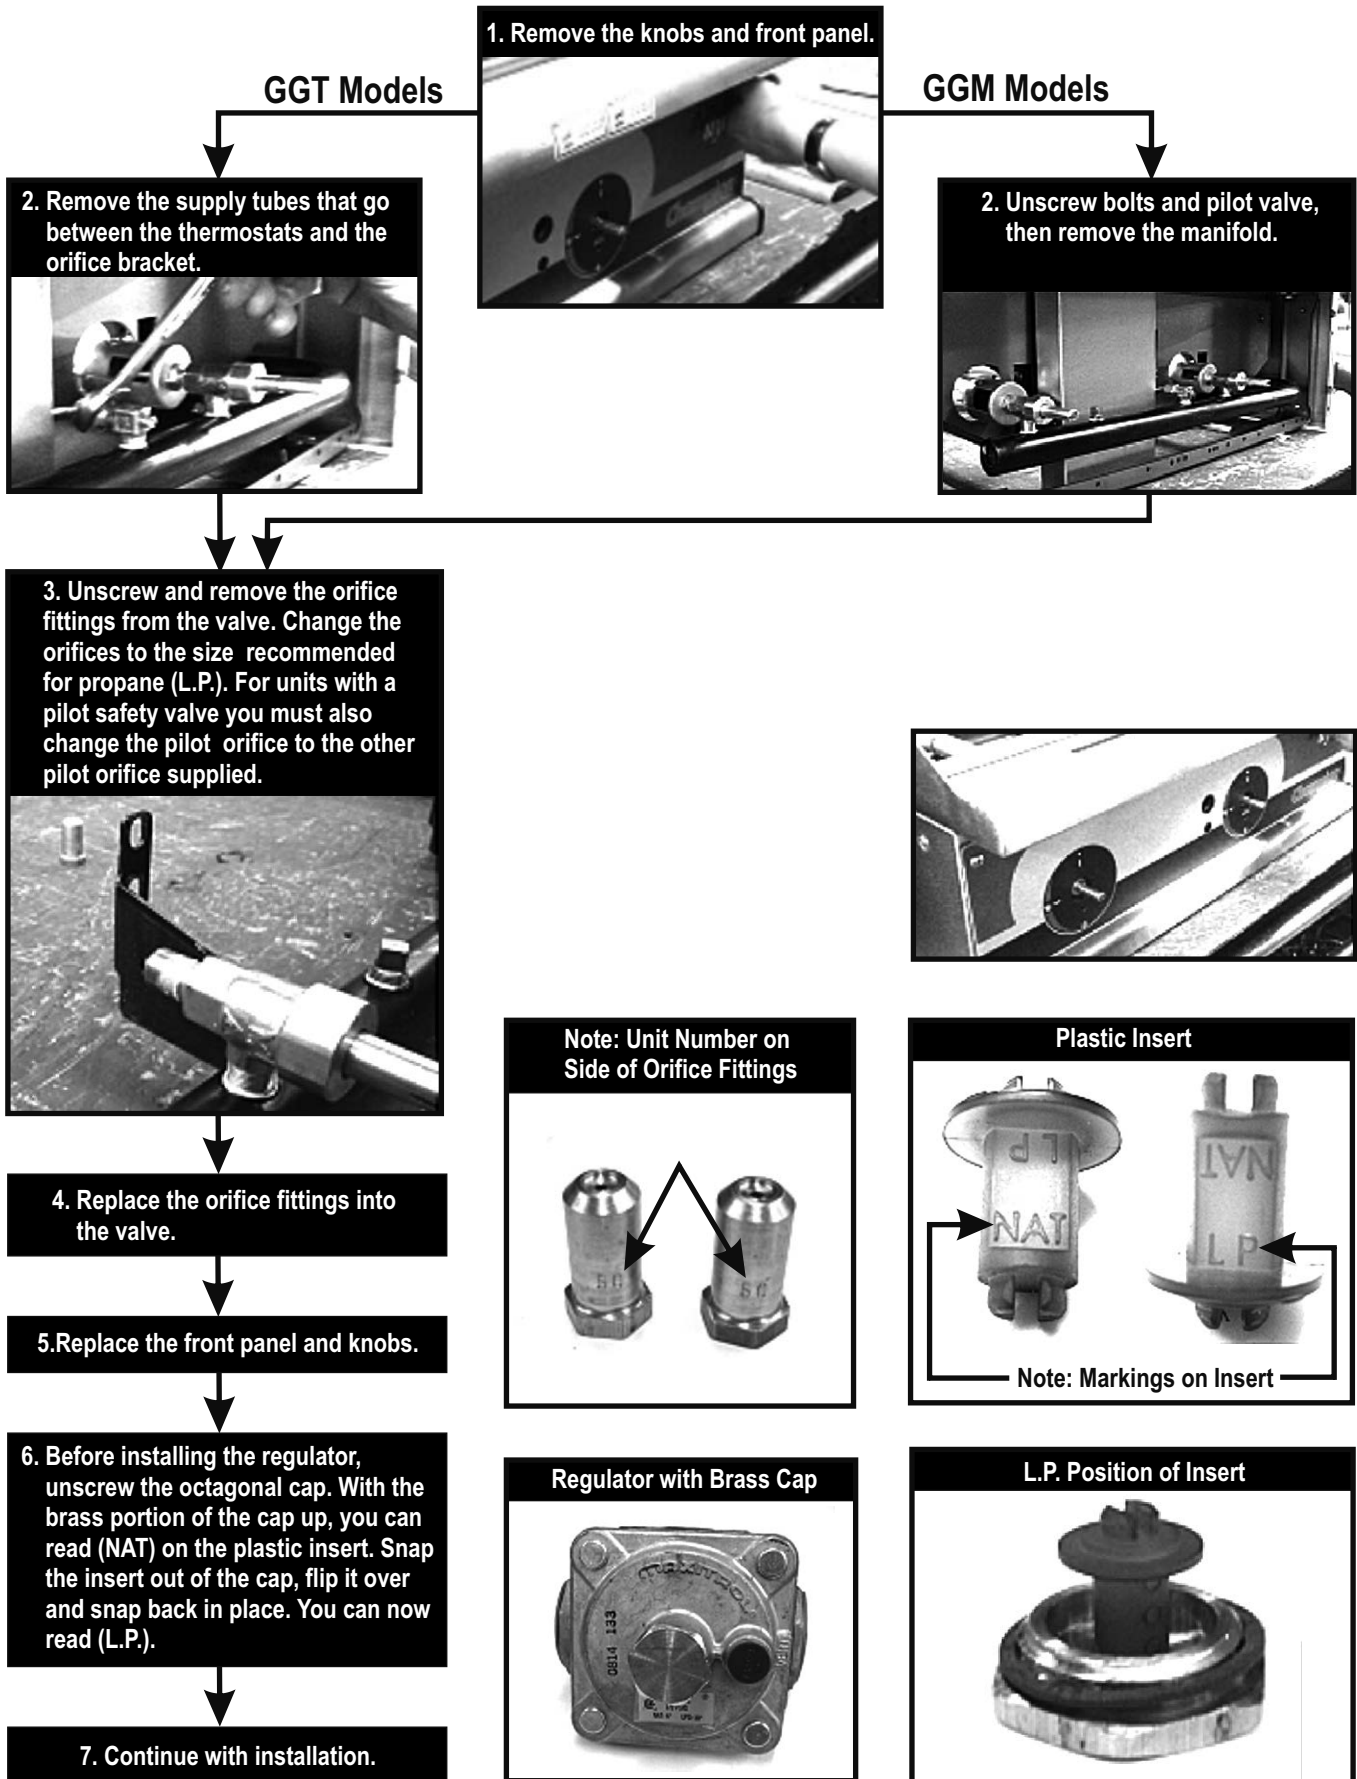 1. Remove the knobs and front panel.
GGT Models
GGM Models
2. Remove the supply tubes that go
between the thermostats and the
orifice bracket.
2. Unscrew bolts and pilot valve,
then remove the manifold.
3. Unscrew and remove the orifice
fittings from the valve. Change the
orifices to the size recommended
for propane (L.P.). For units with a
pilot safety valve you must also
change the pilot orifice to the other
pilot orifice supplied.
4. Replace the orifice fittings into
the valve.
5.Replace the front panel and knobs.
6. Before installing the regulator,
unscrew the octagonal cap. With the
brass portion of the cap up, you can
read (NAT) on the plastic insert. Snap
the insert out of the cap, flip it over
and snap back in place. You can now
read (L.P.).
7. Continue with installation.
Note: Unit Number on
Side of Orifice Fittings
Plastic Insert
LP
NAT
NAT
LP
Note: Markings on Insert
Regulator with Brass Cap
0814 133
L.P. Position of Insert